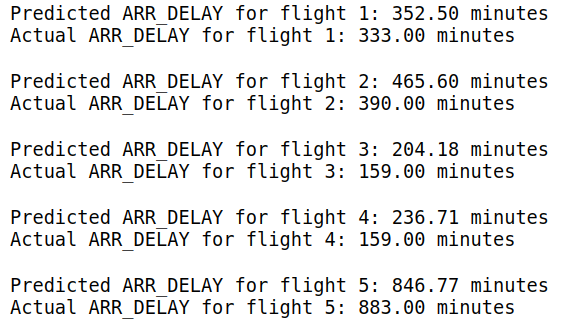 Predicted ARR_DELAY for flight 1: 352.50 minutes
Actual ARR_DELAY for flight 1: 333.00 minutes
Predicted ARR_DELAY for flight 2: 465.60 minutes
Actual ARR_DELAY for flight 2: 390.00 minutes
Predicted ARR_DELAY for flight 3: 204.18 minutes
Actual ARR_DELAY for flight 3: 159.00 minutes
Predicted ARR_DELAY for flight 4: 236.71 minutes
Actual ARR_DELAY for flight 4: 159.00 minutes
Predicted ARR_DELAY for flight 5: 846.77 minutes
Actual ARR_DELAY for flight 5: 883.00 minutes